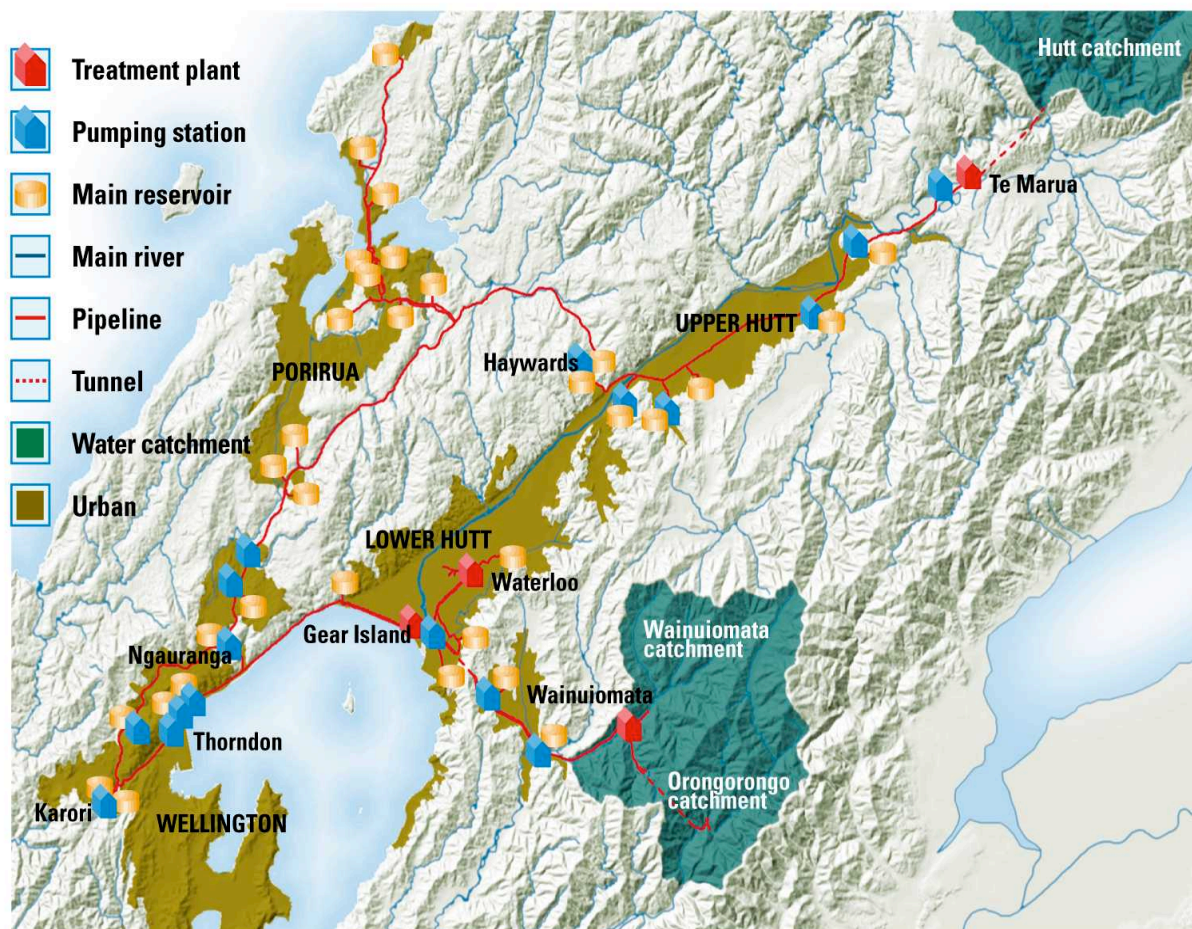 Treatment plant
Pumping station
Main reservoir
Main river
Pipeline
Tunnel
Water catchment
Urban
Hutt catchment
Te Marua
UPPER HUTT
Haywards
PORIRUA
LOWER HUTT
Waterloo
Gear Island
Ngauranga
Wainuiomata
catchment
Wainuiomata
Thorndon
Orongorongo
catchment
Karori
WELLINGTON